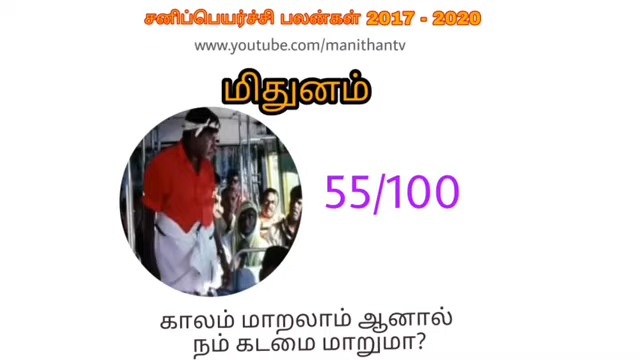 சனிப்பெயர்ச்சி பலன்கள் 2017 - 2020
www.youtube.com/manithantv
மிதுனம்
55/100
காலம் மாறலாம் ஆனால்
நம் கடமை மாறுமா?